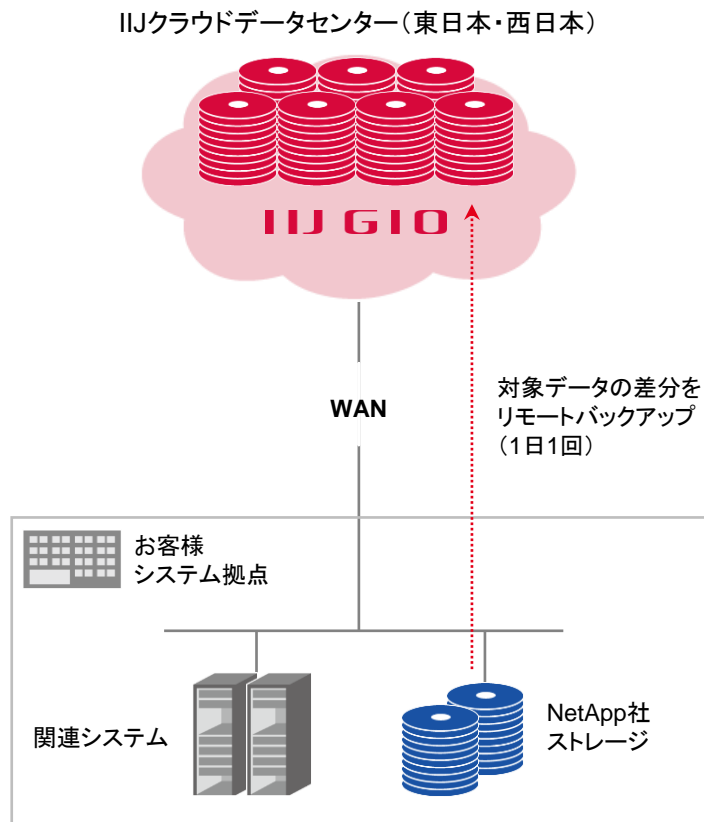 IIJクラウドデータセンター（東日本・西日本）
IIJ GIO
WAN
対象データの差分を
リモートバックアップ
（1日1回）
お客様
システム拠点
関連システム
NetApp社
ストレージ